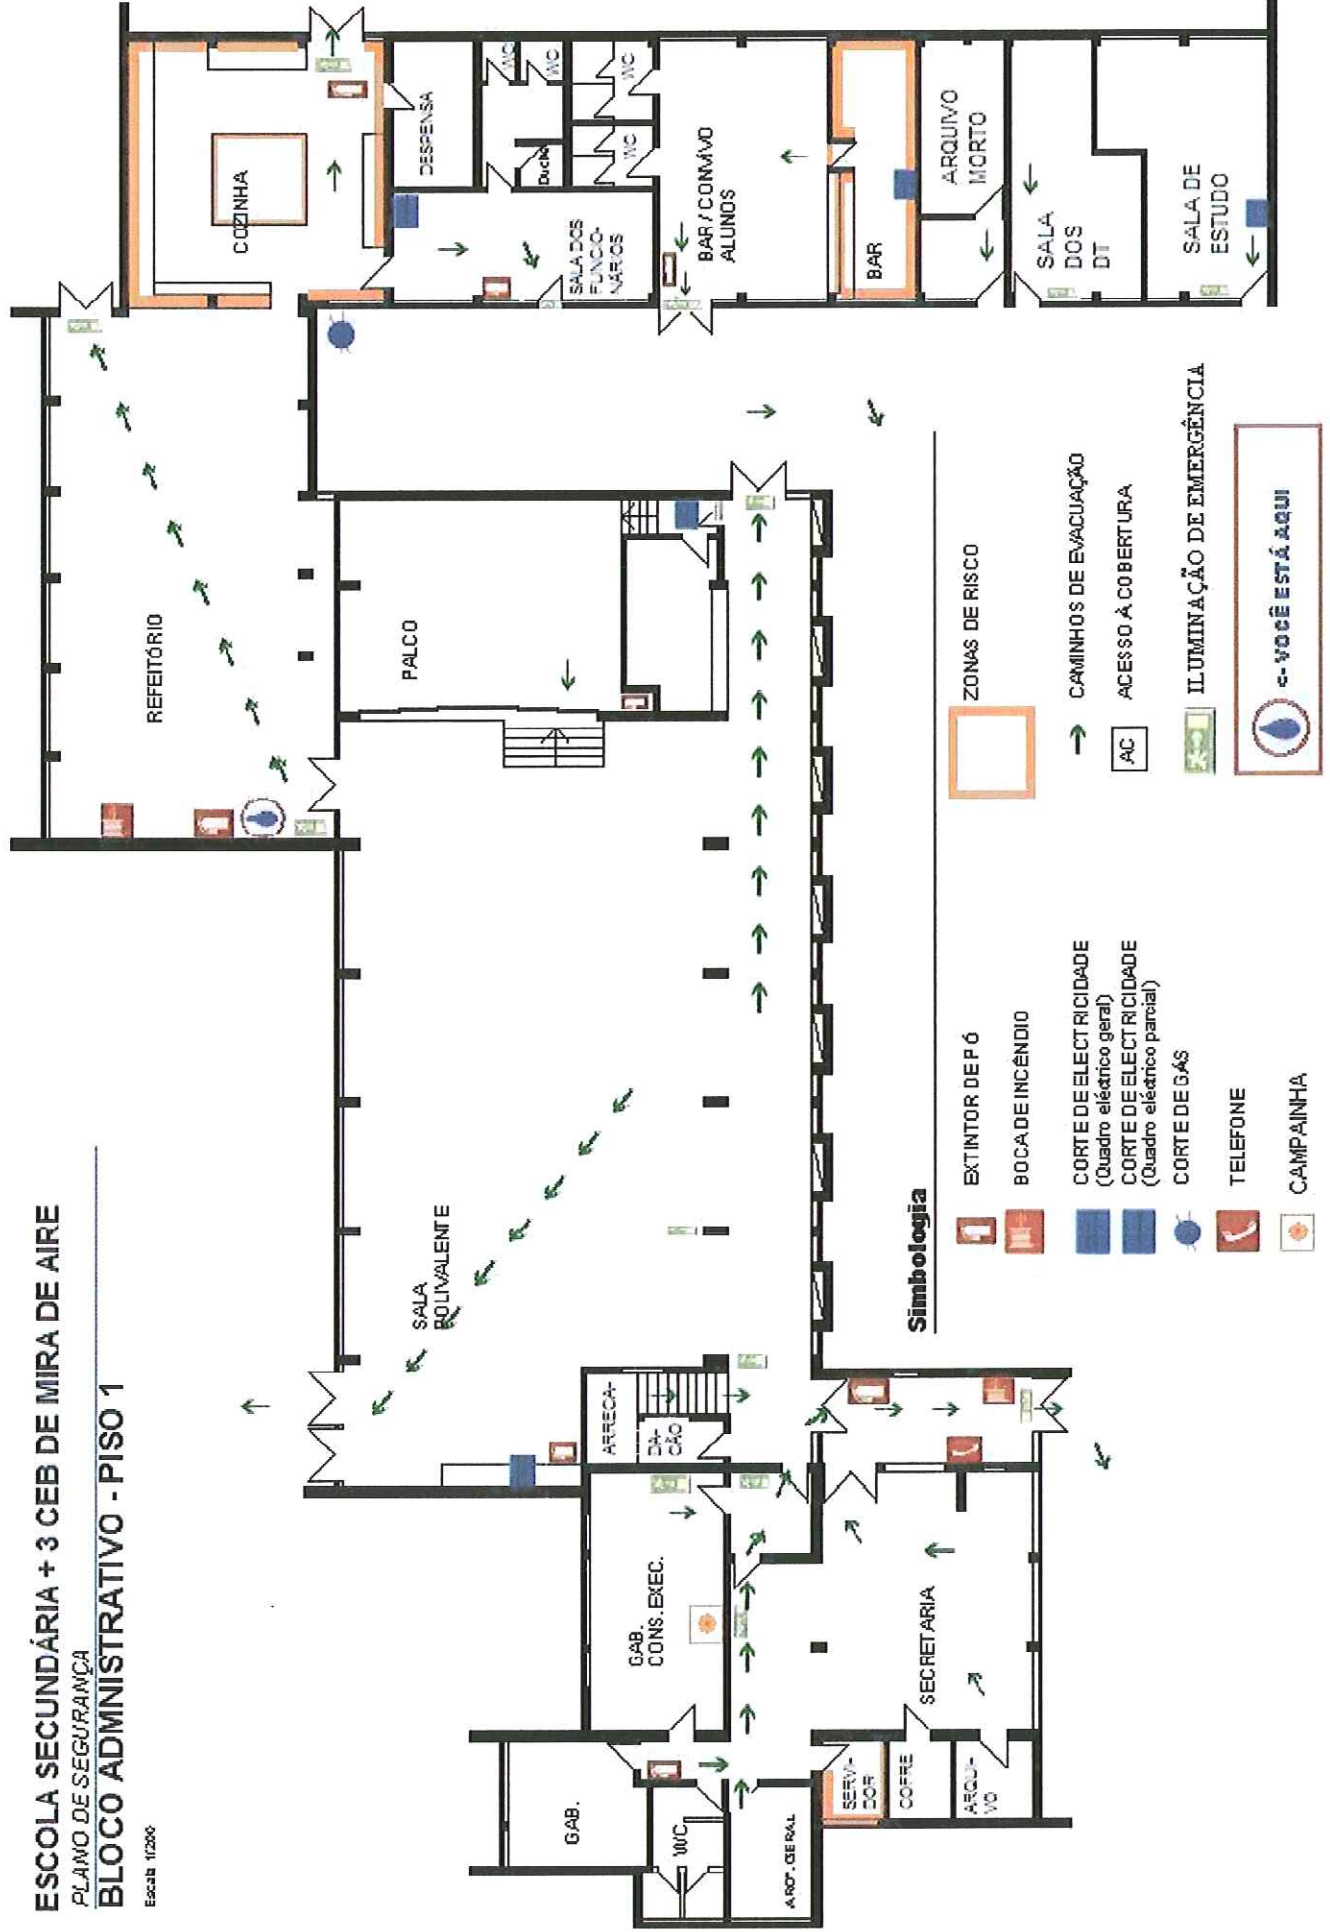 ESCOLA SECUNDÁRIA + 3 CEB DE MIRA DE AIRE
PLANO DE SEGURANÇA
BLOCO ADMNISTRATIVO - PISO 1
Escala 1/200
REFEITÓRIO
COZINHA
DESPENSA
WC
WC
Duche
WC
WC
SALA DOS
FUNCIO-
NÁRIOS
BAR / CONVÍVIO
ALUNOS
BAR
ARQUIVO
MORTO
SALA
DOS
DT
SALA DE
ESTUDO
PALCO
SALA
POLIVALENTE
ARRECA-
DA-
ÇÃO
GAB.
CONS. EXEC.
GAB.
WC
ARQ. GERAL
SERVI-
DOR
COFRE
ARQUI-
VO
SECRETARIA
Simbologia
EXTINTOR DE PÓ
BOCA DE INCÊNDIO
CORTE DE ELECTRICIDADE
(Quadro eléctrico geral)
CORTE DE ELECTRICIDADE
(Quadro eléctrico parcial)
CORTE DE GÁS
TELEFONE
CAMPAINHA
ZONAS DE RISCO
CAMINHOS DE EVACUAÇÃO
AC
ACESSO À COBERTURA
ILUMINAÇÃO DE EMERGÊNCIA
<- VOCÊ ESTÁ AQUI